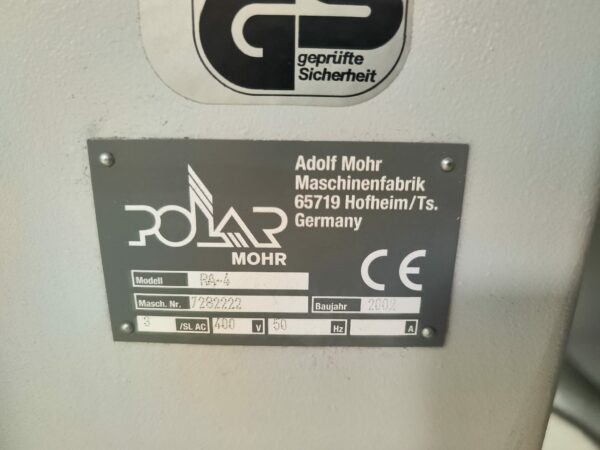 GS
geprüfte
Sicherheit
Adolf Mohr
Maschinenfabrik
65719 Hofheim/Ts.
Germany
POLAR
MOHR
CE
Modell RA-4
Masch. Nr. 7282222 Baujahr 2002
3 /SL AC 400 V 50 Hz A